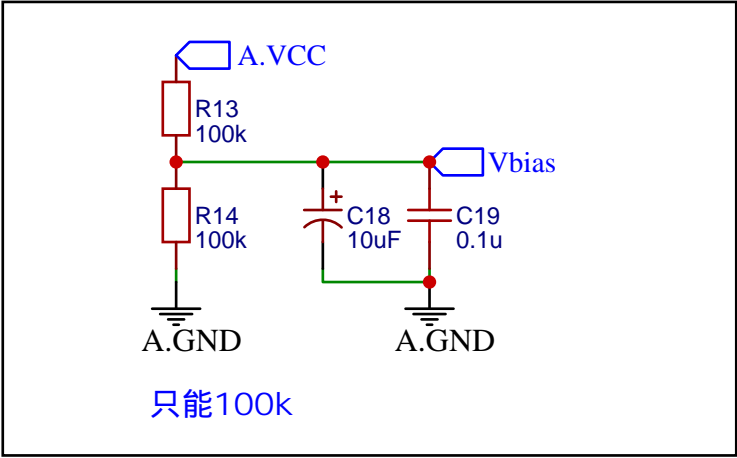 A.VCC
R13
100k
Vbias
R14
100k
+
C18
10uF
C19
0.1u
A.GND
A.GND
只能100k